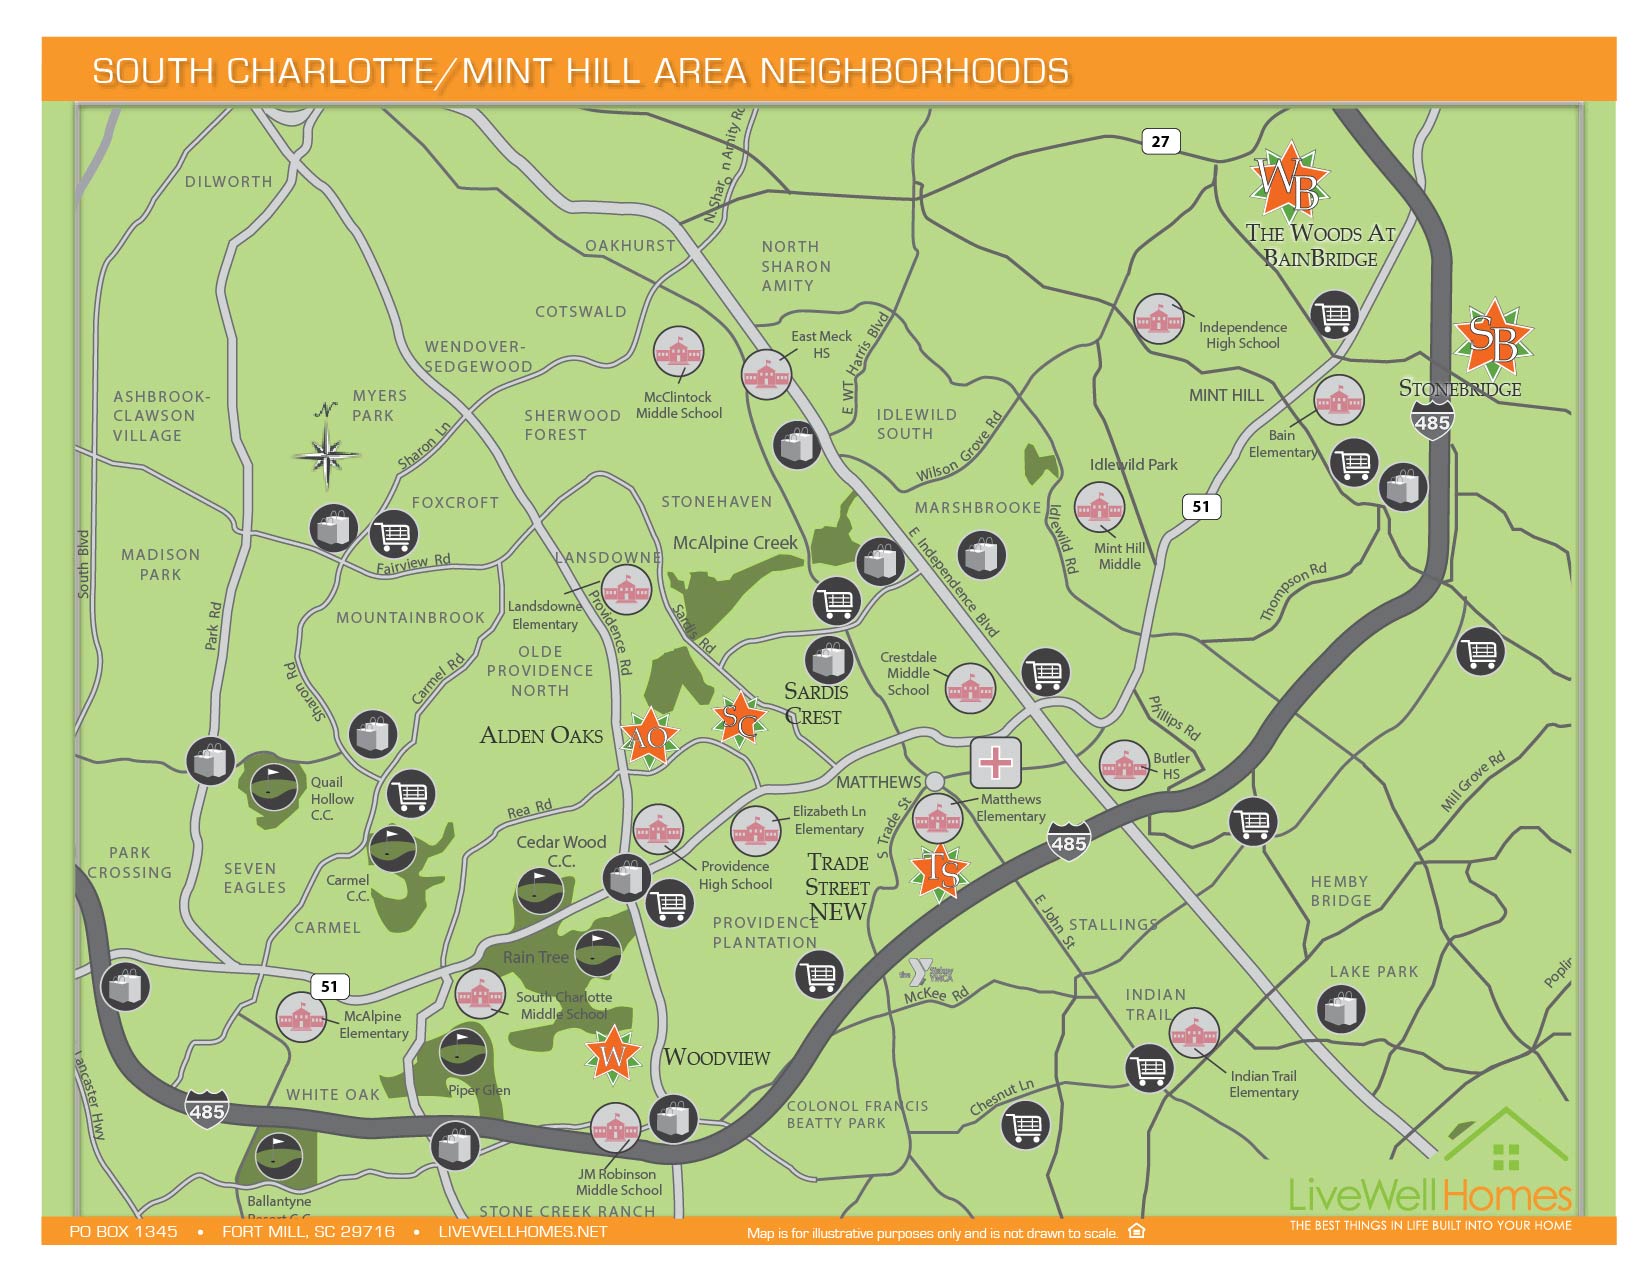 SOUTH CHARLOTTE/MINT HILL AREA NEIGHBORHOODS
27
N. Sharon Amity Rd
DILWORTH
WB
THE WOODS AT
BAINBRIDGE
OAKHURST
NORTH
SHARON
AMITY
COTSWALD
East Meck
HS
E WT Harris Blvd
Independence
High School
SB
STONEBRIDGE
WENDOVER-
SEDGEWOOD
McClintock
Middle School
ASHBROOK-
CLAWSON
VILLAGE
MYERS
PARK
N
SHERWOOD
FOREST
IDLEWILD
SOUTH
MINT HILL
485
Bain
Elementary
Sharon Ln
Wilson Grove Rd
Idlewild Park
FOXCROFT
STONEHAVEN
MARSHBROOKE
51
Idlewild Rd
Mint Hill
Middle
MADISON
PARK
South Blvd
Fairview Rd
LANSDOWNE
McAlpine Creek
E Independence Blvd
Thompson Rd
Landsdowne
Elementary
Providence Rd
Sardis Rd
MOUNTAINBROOK
Park Rd
OLDE
PROVIDENCE
NORTH
Sharon Rd
Carmel Rd
Crestdale
Middle
School
SARDIS
CREST
SC
ALDEN OAKS
AO
Phillips Rd
Butler
HS
Quail
Hollow
C.C.
MATTHEWS
Matthews
Elementary
Mill Grove Rd
Rea Rd
Elizabeth Ln
Elementary
S Trade St
485
Cedar Wood
C.C.
Providence
High School
TRADE
STREET
NEW
TS
PARK
CROSSING
SEVEN
EAGLES
Carmel
C.C.
HEMBY
BRIDGE
CARMEL
PROVIDENCE
PLANTATION
E John St
STALLINGS
Rain Tree
the Y
YMCA
McKee Rd
LAKE PARK
Poplin
51
South Charlotte
Middle School
INDIAN
TRAIL
McAlpine
Elementary
W
WOODVIEW
Indian Trail
Elementary
Lancaster Hwy
WHITE OAK
Piper Glen
485
COLONOL FRANCIS
BEATTY PARK
Chesnut Ln
JM Robinson
Middle School
Ballantyne
Resort C.C.
STONE CREEK RANCH
LiveWellHomes
THE BEST THINGS IN LIFE BUILT INTO YOUR HOME
PO BOX 1345 • FORT MILL, SC 29716 • LIVEWELLHOMES.NET
Map is for illustrative purposes only and is not drawn to scale.